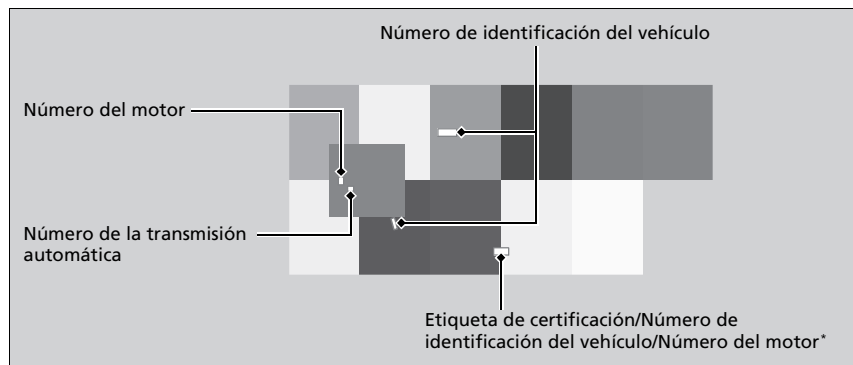 Número de identificación del vehículo
Número del motor
Número de la transmisión
automática
Etiqueta de certificación/Número de
identificación del vehículo/Número del motor*